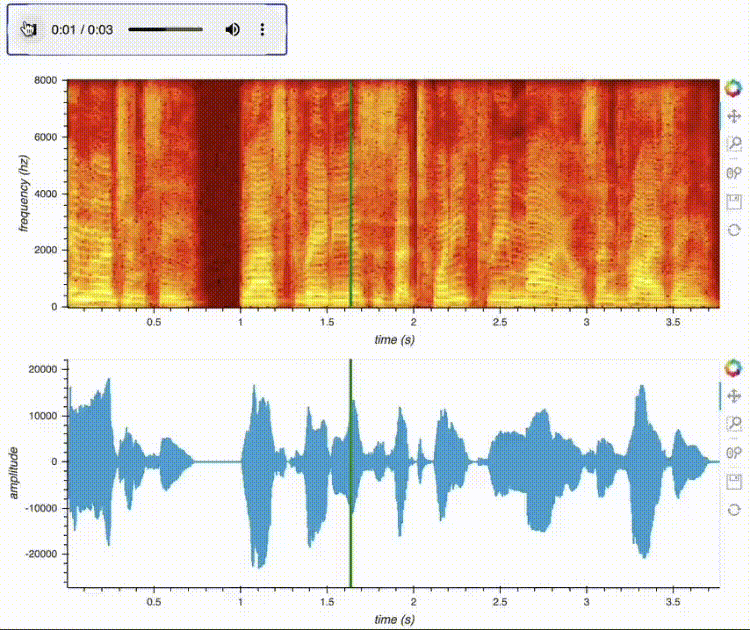 0:01 / 0:03
8000
6000
4000
2000
0
frequency (hz)
0.5 1 1.5 2 2.5 3 3.5
time (s)
20000
10000
0
-10000
-20000
amplitude
0.5 1 1.5 2 2.5 3 3.5
time (s)